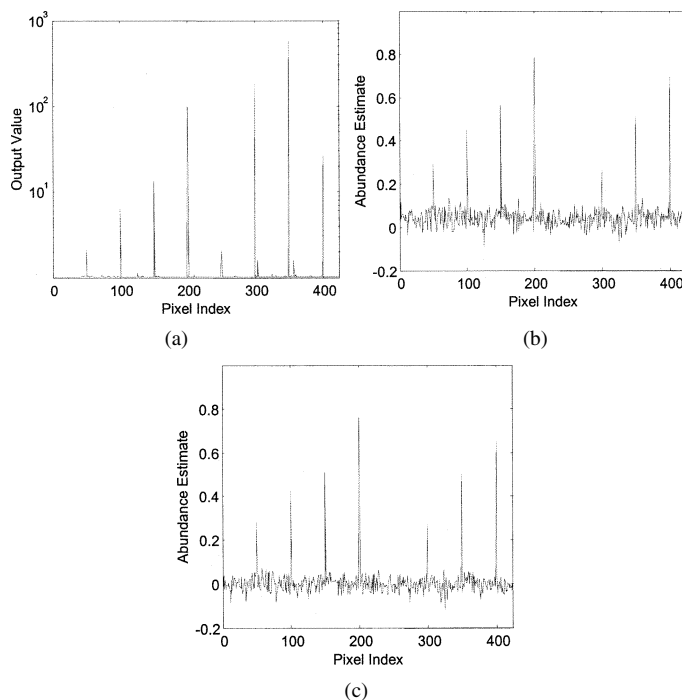 10³
10²
10¹
Output Value
0 100 200 300 400
Pixel Index
(a)
0.8
0.6
0.4
0.2
0
-0.2
Abundance Estimate
0 100 200 300 400
Pixel Index
(b)
0.8
0.6
0.4
0.2
0
-0.2
Abundance Estimate
0 100 200 300 400
Pixel Index
(c)